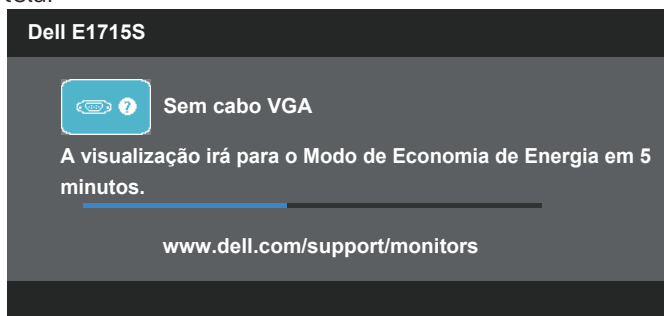 Dell E1715S
Sem cabo VGA
A visualização irá para o Modo de Economia de Energia em 5
minutos.
www.dell.com/support/monitors